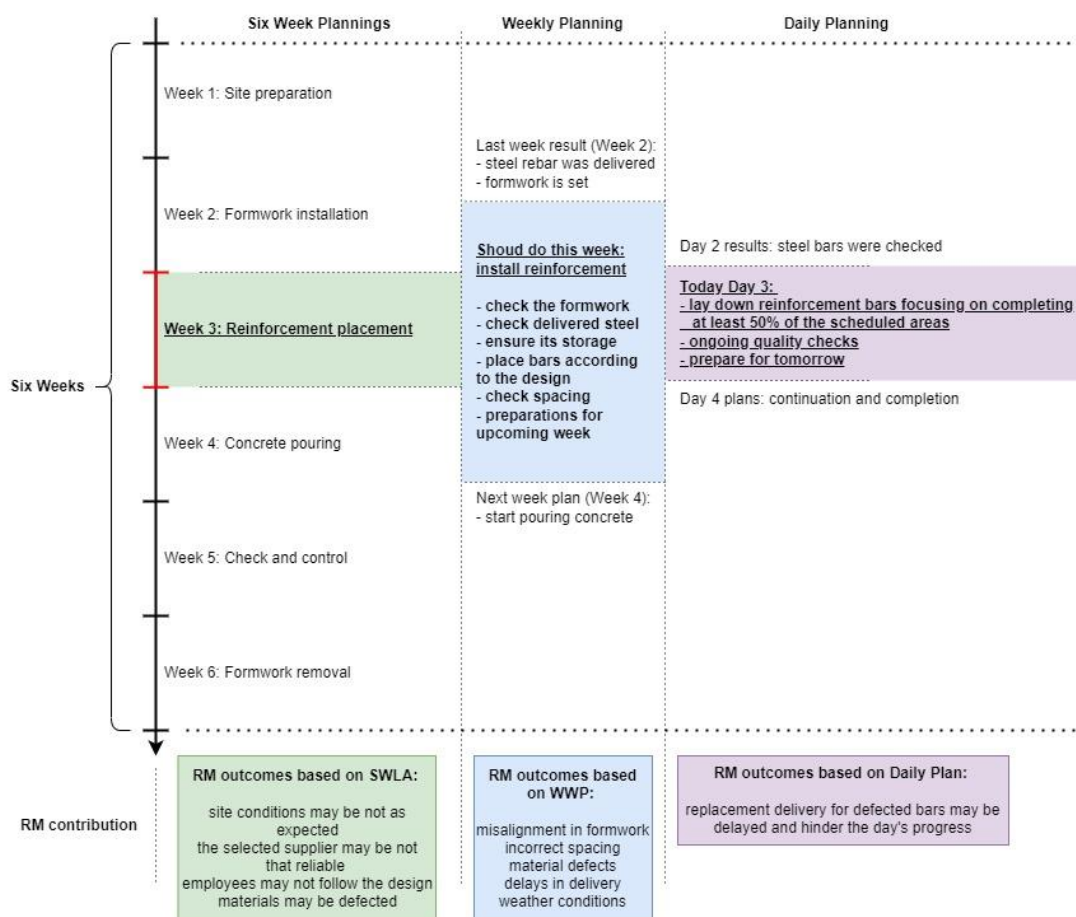 Six Week Plannings
Weekly Planning
Daily Planning
Six Weeks
Week 1: Site preparation
Week 2: Formwork installation
Week 3: Reinforcement placement
Week 4: Concrete pouring
Week 5: Check and control
Week 6: Formwork removal
Last week result (Week 2):
- steel rebar was delivered
- formwork is set
Shoud do this week:
install reinforcement
- check the formwork
- check delivered steel
- ensure its storage
- place bars according
to the design
- check spacing
- preparations for
upcoming week
Next week plan (Week 4):
- start pouring concrete
Day 2 results: steel bars were checked
Today Day 3:
- lay down reinforcement bars focusing on completing
at least 50% of the scheduled areas
- ongoing quality checks
- prepare for tomorrow
Day 4 plans: continuation and completion
RM contribution
RM outcomes based on SWLA:
site conditions may be not as
expected
the selected supplier may be not
that reliable
employees may not follow the design
materials may be defected
RM outcomes based
on WWP:
misalignment in formwork
incorrect spacing
material defects
delays in delivery
weather conditions
RM outcomes based on Daily Plan:
replacement delivery for defected bars may be
delayed and hinder the day's progress